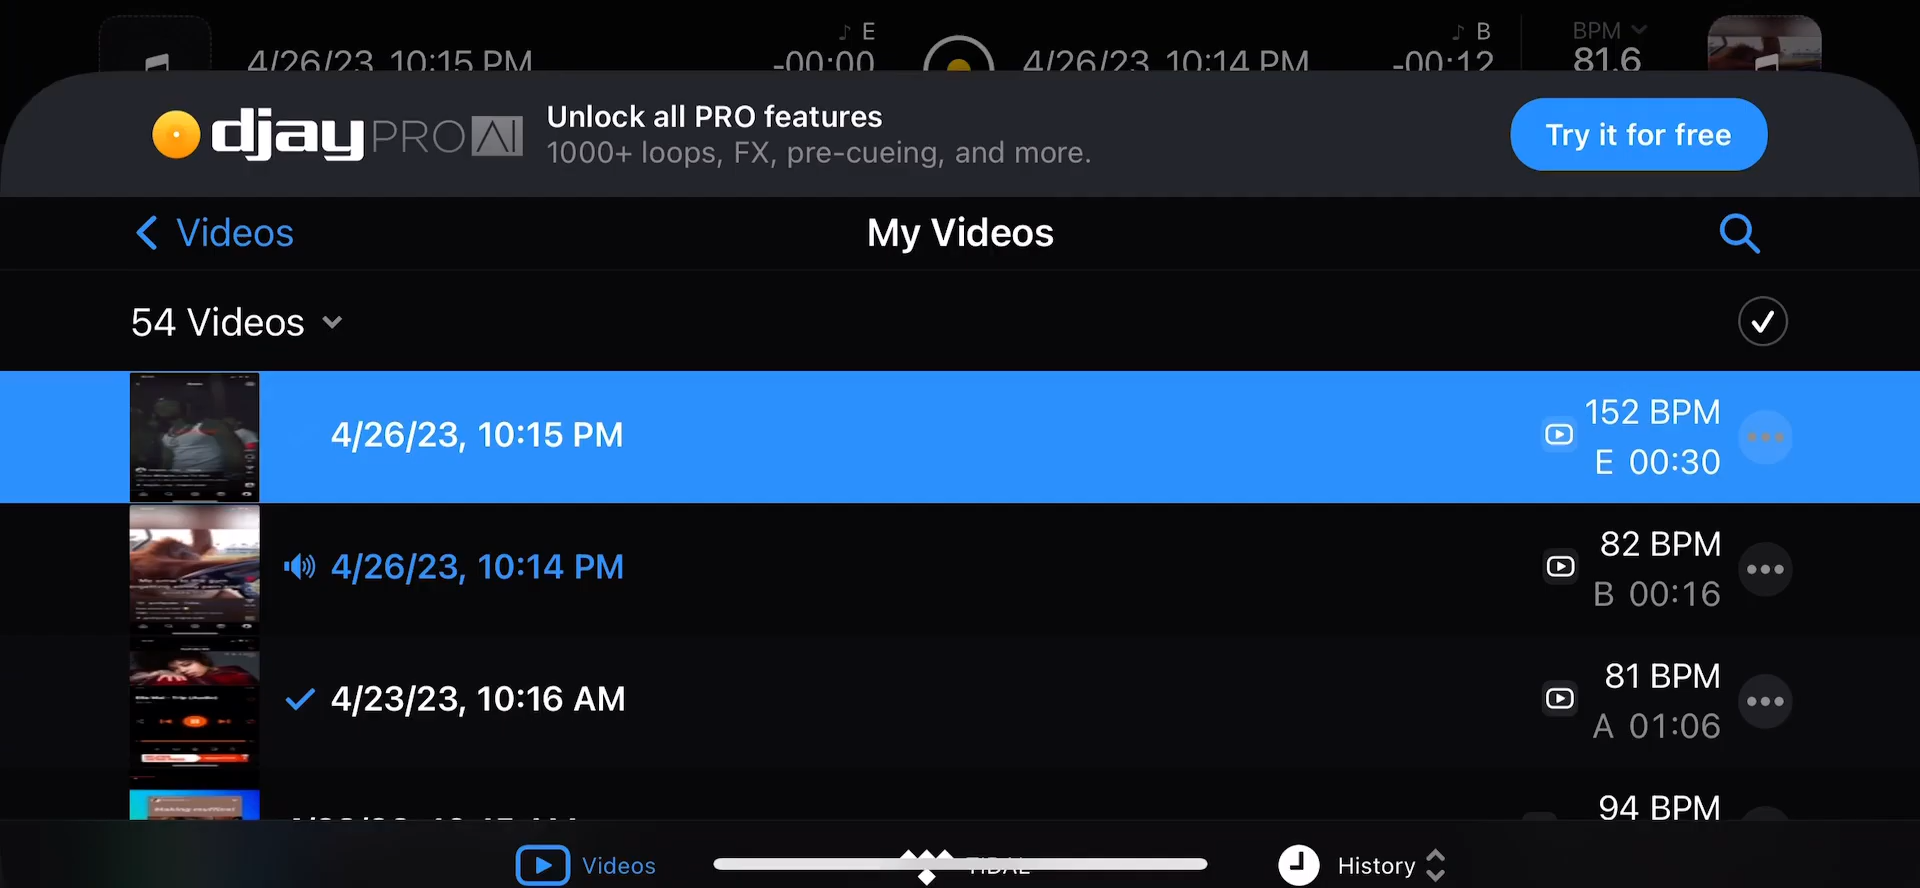 4/26/23, 10:15 PM
E
-00:00
4/26/23, 10:14 PM
B
-00:12
BPM
81.6
djay PRO AI
Unlock all PRO features
1000+ loops, FX, pre-cueing, and more.
Try it for free
Videos
My Videos
54 Videos
4/26/23, 10:15 PM
152 BPM
E 00:30
4/26/23, 10:14 PM
82 BPM
B 00:16
4/23/23, 10:16 AM
81 BPM
A 01:06
94 BPM
Videos
TIDAL
History